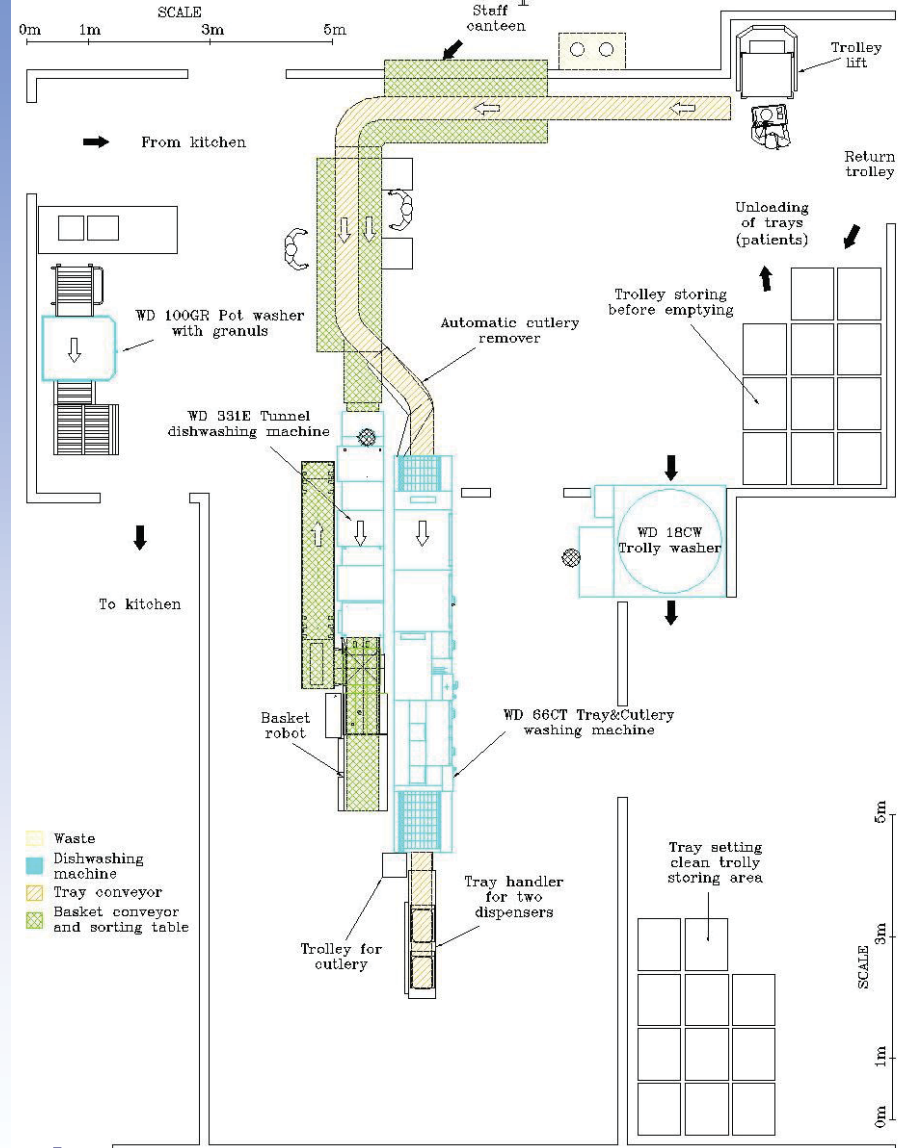 SCALE
0m 1m 3m 5m
Staff
canteen
Trolley
lift
From kitchen
Return
trolley
Unloading
of trays
(patients)
Trolley storing
before emptying
WD 100GR Pot washer
with granuls
Automatic cutlery
remover
WD 331E Tunnel
dishwashing machine
WD 18CW
Trolly washer
To kitchen
Basket
robot
WD 66CT Tray&Cutlery
washing machine
Waste
Dishwashing
machine
Tray conveyor
Basket conveyor
and sorting table
Tray setting
clean trolly
storing area
Tray handler
for two
dispensers
Trolley for
cutlery
SCALE
0m 1m 3m 5m